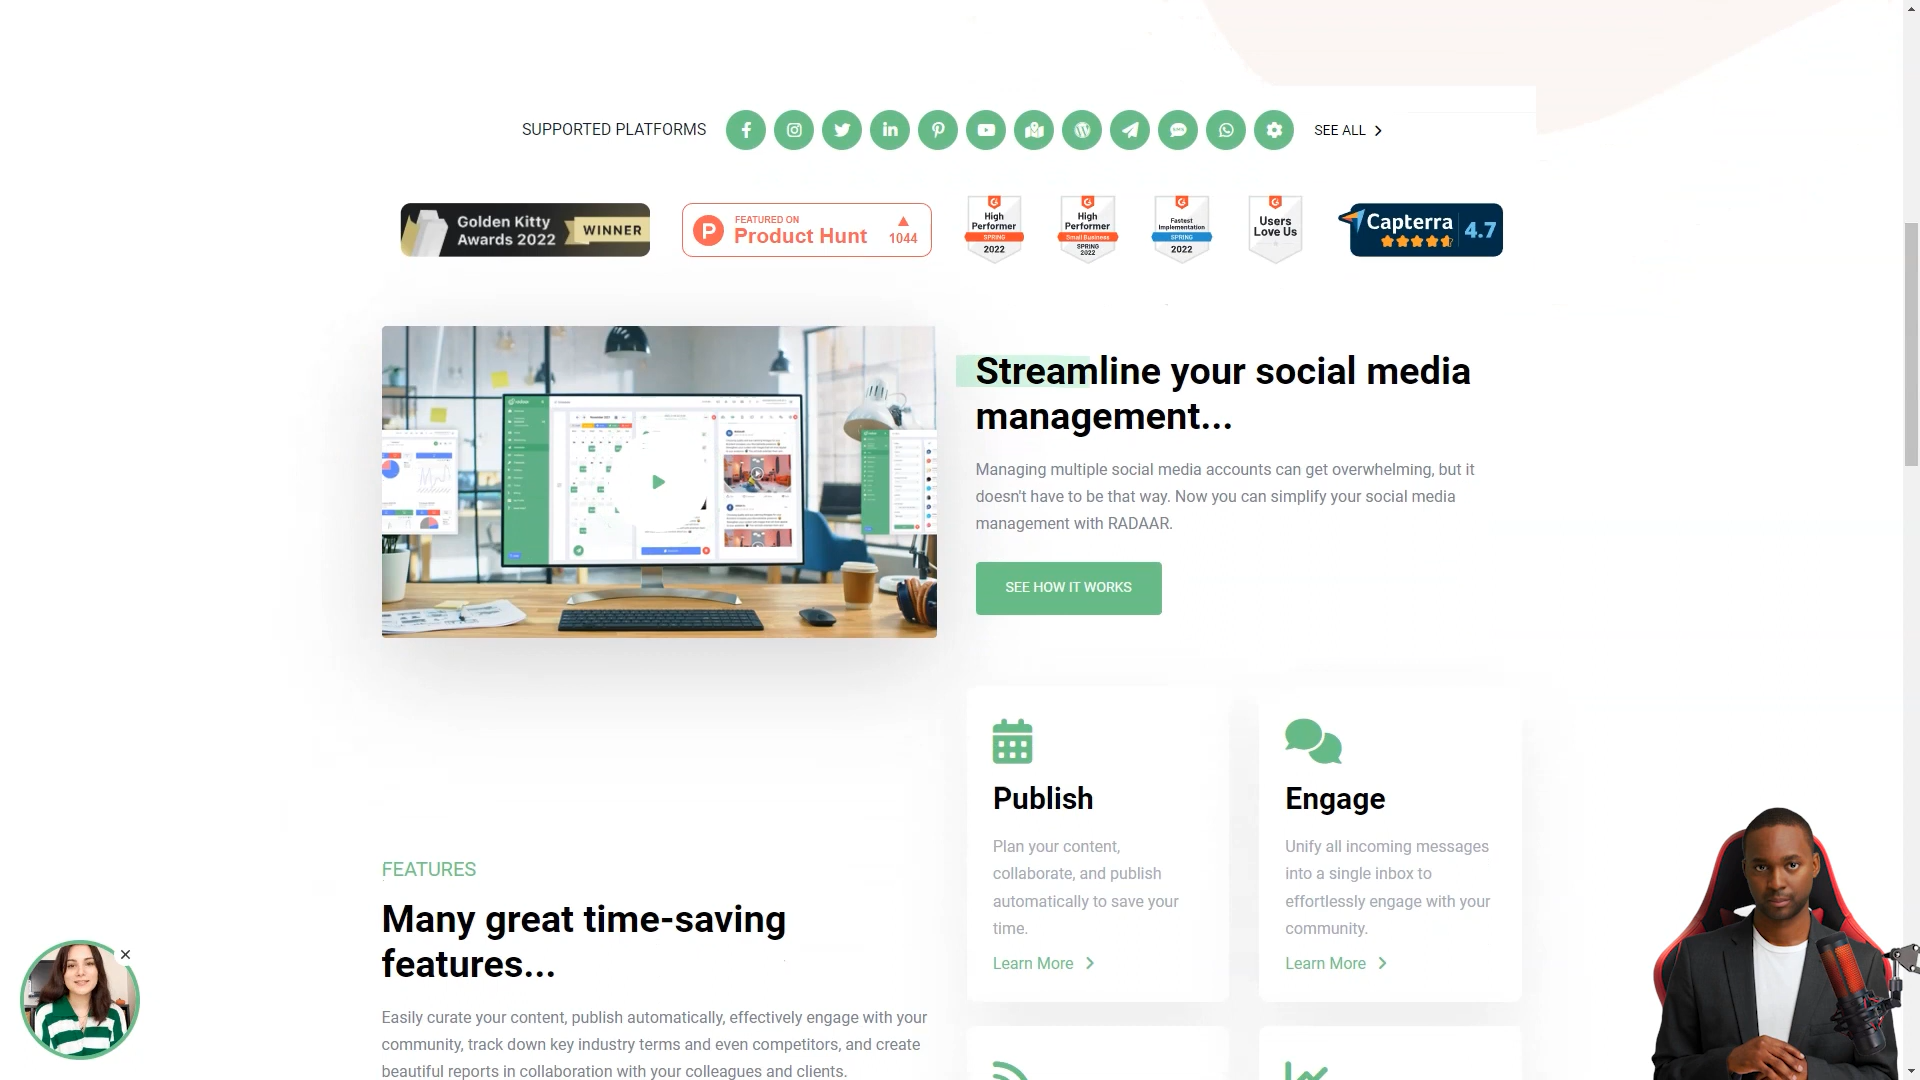 SUPPORTED PLATFORMS
SEE ALL
Golden Kitty
Awards 2022
WINNER
FEATURED ON
Product Hunt
1044
High
Performer
SPRING
2022
High
Performer
Small Business
SPRING
2022
Fastest
Implementation
SPRING
2022
Users
Love Us
Capterra
4.7
Streamline your social media
management...
Managing multiple social media accounts can get overwhelming, but it
doesn't have to be that way. Now you can simplify your social media
management with RADAAR.
SEE HOW IT WORKS
Publish
Plan your content,
collaborate, and publish
automatically to save your
time.
Learn More
Engage
Unify all incoming messages
into a single inbox to
effortlessly engage with your
community.
Learn More
FEATURES
Many great time-saving
features...
Easily curate your content, publish automatically, effectively engage with your
community, track down key industry terms and even competitors, and create
beautiful reports in collaboration with your colleagues and clients.